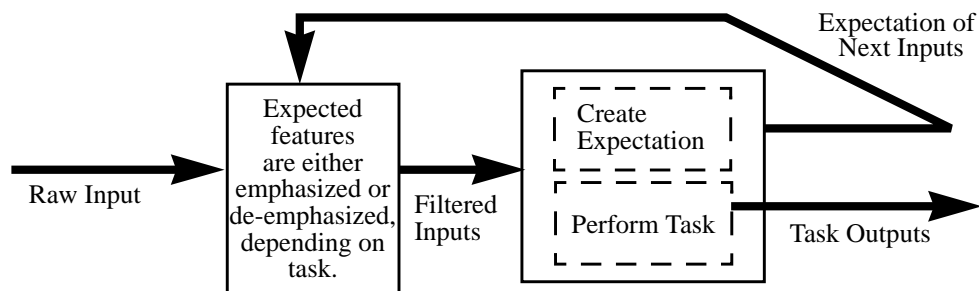 Expectation of
Next Inputs
Expected
features
are either
emphasized or
de-emphasized,
depending on
task.
Raw Input
Filtered
Inputs
Create
Expectation
Perform Task
Task Outputs